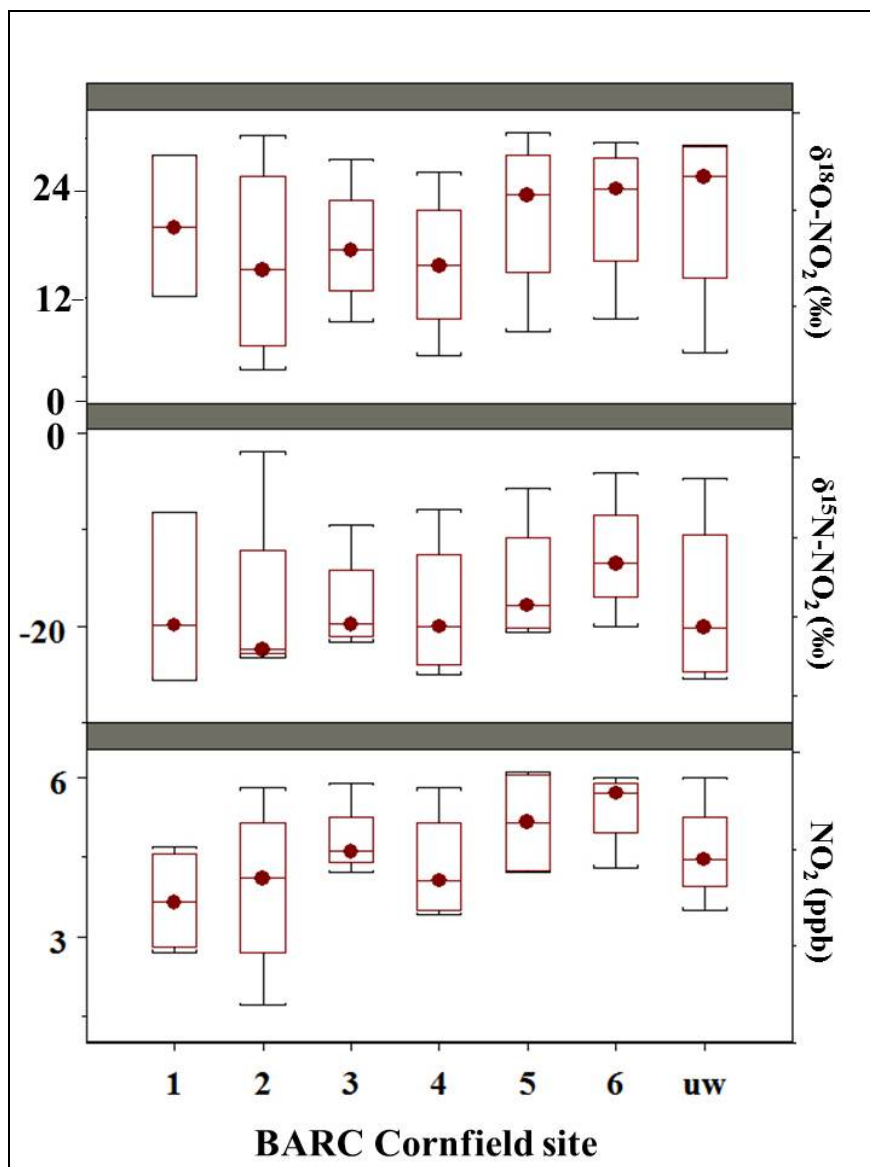 24
12
0
δ¹⁸O-NO₂ (‰)
0
-20
δ¹⁵N-NO₂ (‰)
6
3
NO₂ (ppb)
1 2 3 4 5 6 uw
BARC Cornfield site